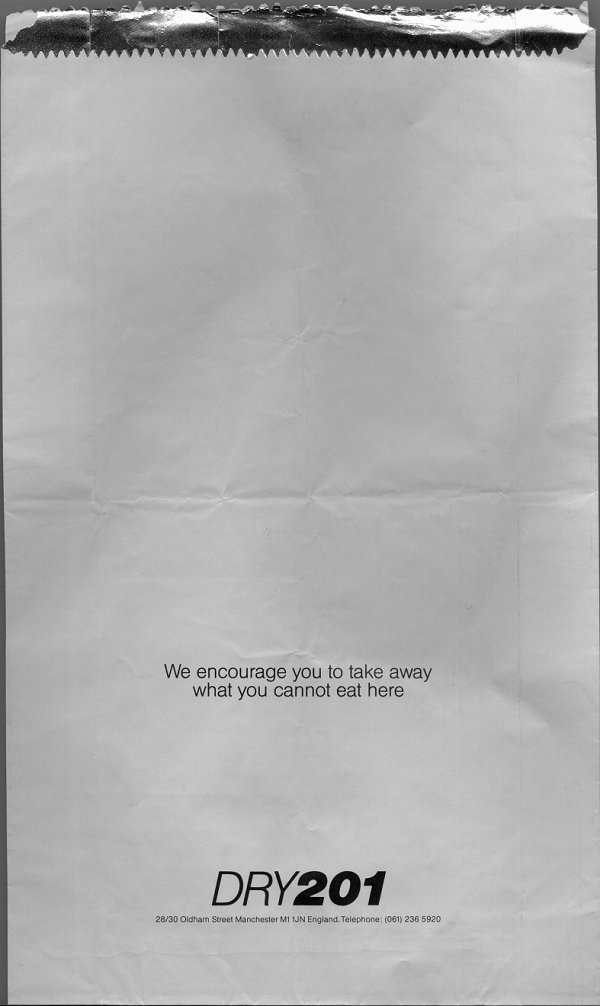 We encourage you to take away
what you cannot eat here
DRY201
28/30 Oldham Street Manchester M1 1JN England. Telephone: (061) 236 5920